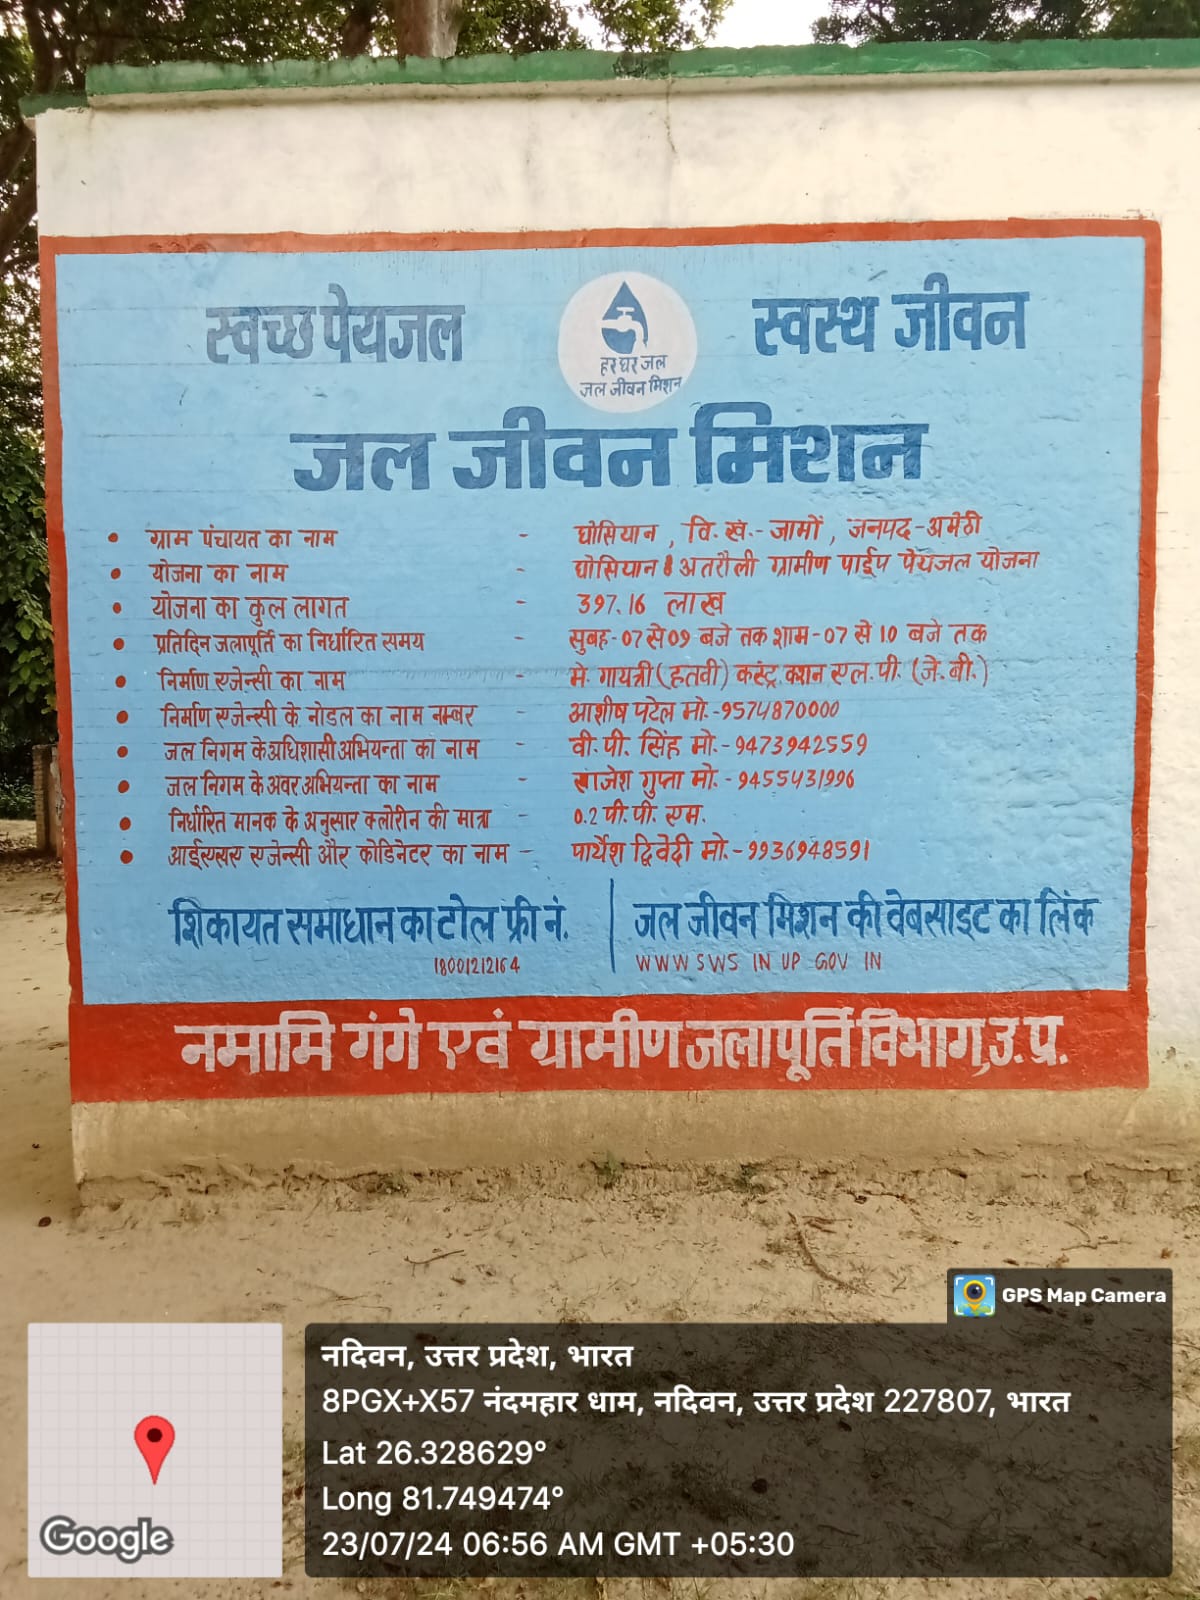 स्वच्छ पेयजल
हर घर जल
जल जीवन मिशन
स्वस्थ जीवन
जल जीवन मिशन
• ग्राम पंचायत का नाम - घोसियान , वि. खं.- जामों , जनपद-अमेठी
• योजना का नाम - घोसियान & अतरौली ग्रामीण पाईप पेयजल योजना
• योजना का कुल लागत - 397.16 लाख
• प्रतिदिन जलापूर्ति का निर्धारित समय - सुबह-07 से 09 बजे तक शाम-07 से 10 बजे तक
• निर्माण एजेन्सी का नाम - मे. गायत्री (हतवी) कंस्ट्रक्शन एल.पी. (जे.बी.)
• निर्माण एजेन्सी के नोडल का नाम नम्बर - आशीष पटेल मो.-9574870000
• जल निगम के अधिशासी अभियन्ता का नाम - वी. पी. सिंह मो.-9473942559
• जल निगम के अवर अभियन्ता का नाम - राजेश गुप्ता मो.-9455431996
• निर्धारित मानक के अनुसार क्लोरीन की मात्रा - 0.2 पी.पी. एम.
• आईएसए एजेन्सी और कोडिनेटर का नाम - पार्थेश द्विवेदी मो.-9936948591
शिकायत समाधान का टोल फ्री नं.
18001212164
जल जीवन मिशन की वेबसाइट का लिंक
WWW SWS IN UP GOV IN
नमामि गंगे एवं ग्रामीण जलापूर्ति विभाग, उ. प्र.
GPS Map Camera
नदिवन, उत्तर प्रदेश, भारत
8PGX+X57 नंदमहार धाम, नदिवन, उत्तर प्रदेश 227807, भारत
Lat 26.328629°
Long 81.749474°
23/07/24 06:56 AM GMT +05:30
Google